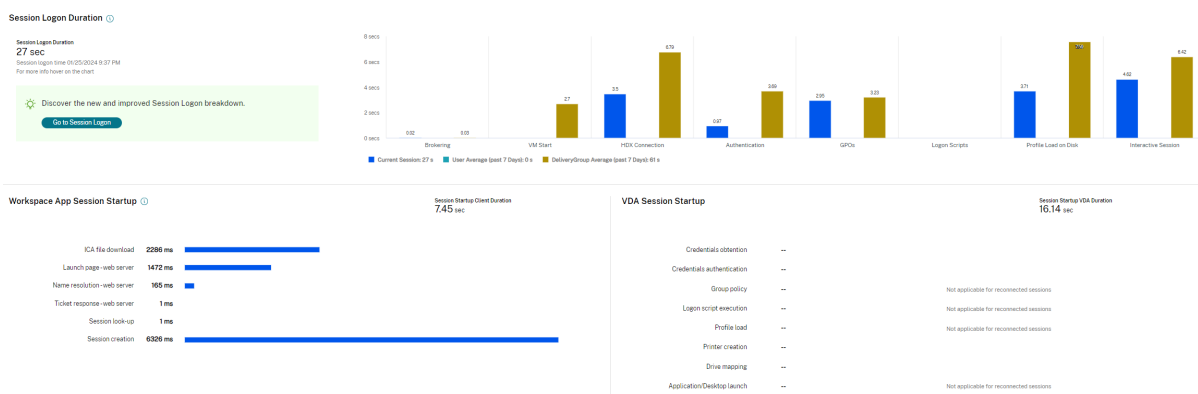 Session Logon Duration
Session Logon Duration
27 sec
Session logon time 01/25/2024 9:37 PM
For more info hover on the chart
Discover the new and improved Session Logon breakdown.
Go to Session Logon
8 secs
6 secs
4 secs
2 secs
0 secs
0.02
0.03
2.7
3.5
6.79
0.97
3.69
2.95
3.23
3.71
4.62
6.42
Brokering
VM Start
HDX Connection
Authentication
GPOs
Logon Scripts
Profile Load on Disk
Interactive Session
Current Session: 27 s
User Average (past 7 Days): 0 s
DeliveryGroup Average (past 7 Days): 61 s
Workspace App Session Startup
Session Startup Client Duration
7.45 sec
ICA file download 2286 ms
Launch page - web server 1472 ms
Name resolution - web server 165 ms
Ticket response - web server 1 ms
Session look-up 1 ms
Session creation 6326 ms
VDA Session Startup
Session Startup VDA Duration
16.14 sec
Credentials obtention --
Credentials authentication --
Group policy -- Not applicable for reconnected sessions
Logon script execution -- Not applicable for reconnected sessions
Profile load -- Not applicable for reconnected sessions
Printer creation --
Drive mapping --
Application/Desktop launch -- Not applicable for reconnected sessions